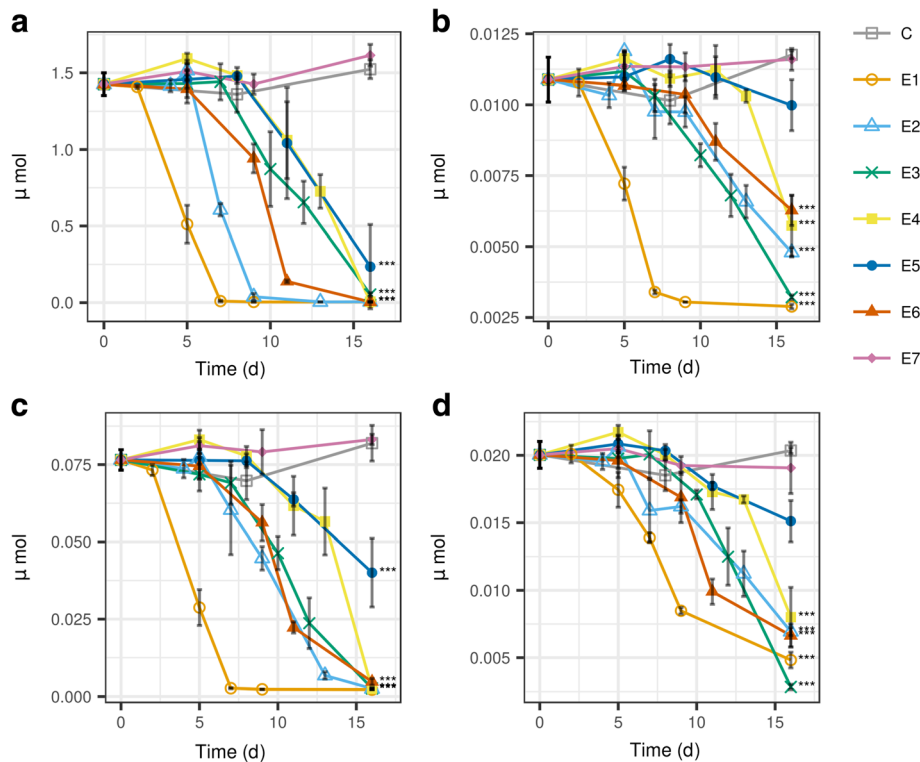 a
b
1.5
1.0
0.5
0.0
μ mol
***
***
***
0
5
10
15
Time (d)
0.0125
0.0100
0.0075
0.0050
0.0025
μ mol
***
***
***
***
***
0
5
10
15
Time (d)
C
E1
E2
E3
E4
E5
E6
E7
c
d
0.075
0.050
0.025
0.000
μ mol
***
***
***
0
5
10
15
Time (d)
0.020
0.015
0.010
0.005
μ mol
***
***
***
***
***
0
5
10
15
Time (d)